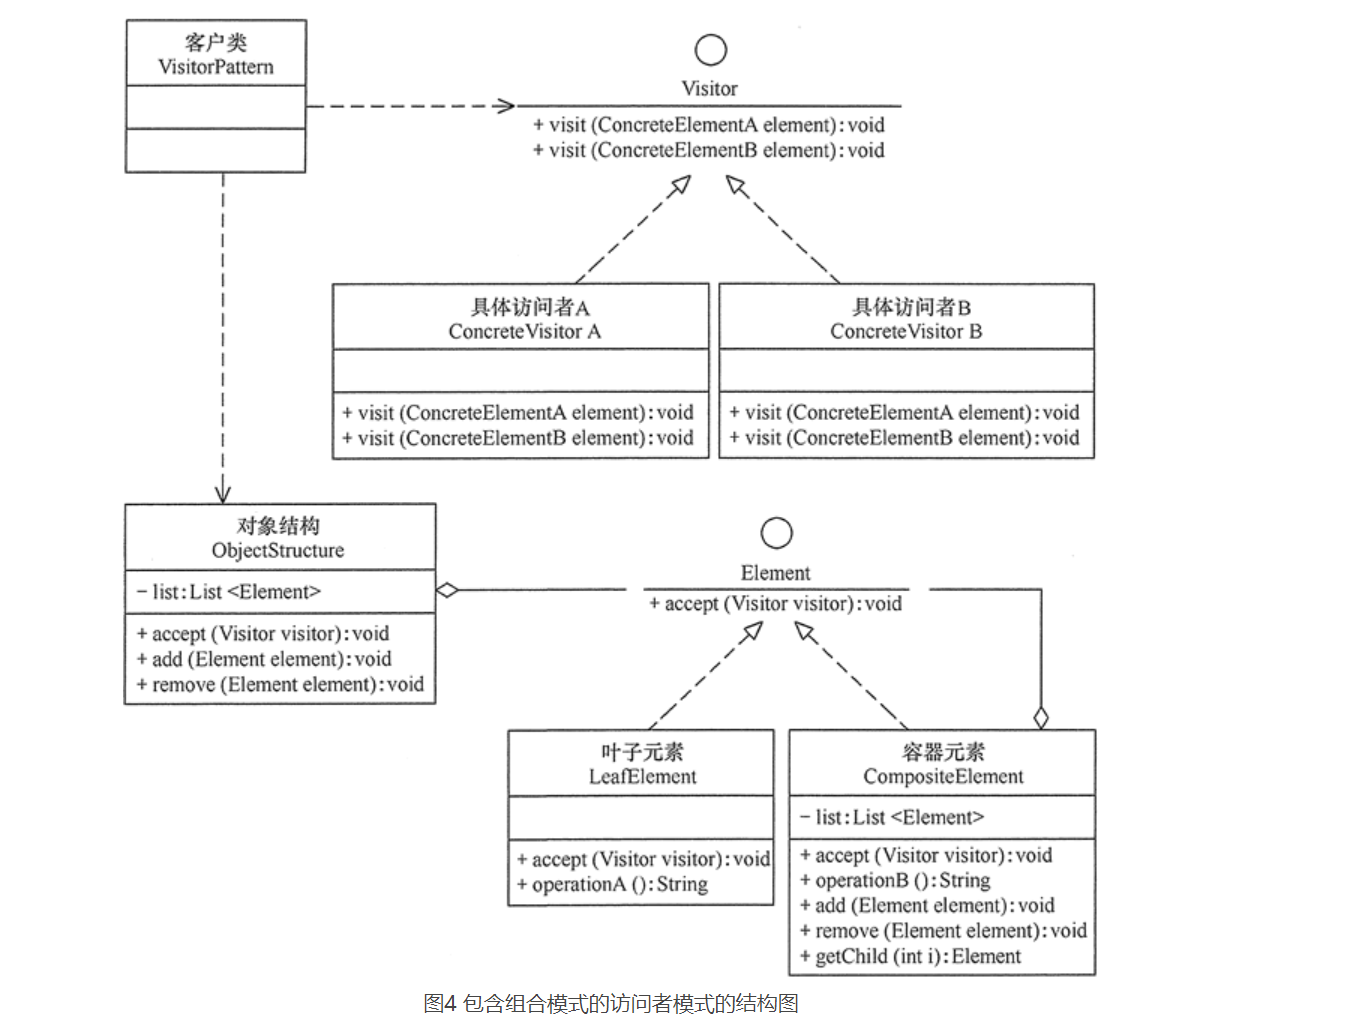 客户类
VisitorPattern
Visitor
+ visit (ConcreteElementA element):void
+ visit (ConcreteElementB element):void
具体访问者A
ConcreteVisitor A
+ visit (ConcreteElementA element):void
+ visit (ConcreteElementB element):void
具体访问者B
ConcreteVisitor B
+ visit (ConcreteElementA element):void
+ visit (ConcreteElementB element):void
对象结构
ObjectStructure
- list:List <Element>
+ accept (Visitor visitor):void
+ add (Element element):void
+ remove (Element element):void
Element
+ accept (Visitor visitor):void
叶子元素
LeafElement
+ accept (Visitor visitor):void
+ operationA ():String
容器元素
CompositeElement
- list:List <Element>
+ accept (Visitor visitor):void
+ operationB ():String
+ add (Element element):void
+ remove (Element element):void
+ getChild (int i):Element
图4 包含组合模式的访问者模式的结构图